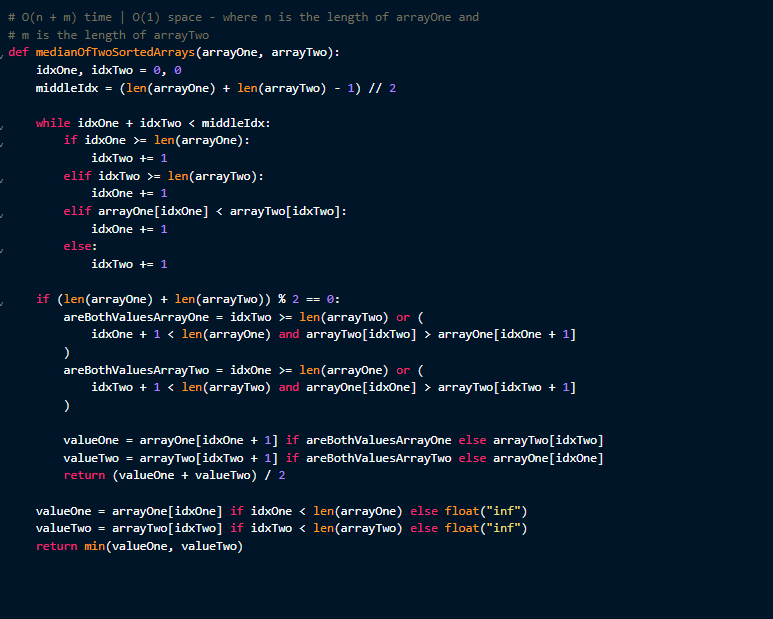 # O(n + m) time | O(1) space - where n is the length of arrayOne and
# m is the length of arrayTwo
def medianOfTwoSortedArrays(arrayOne, arrayTwo):
    idxOne, idxTwo = 0, 0
    middleIdx = (len(arrayOne) + len(arrayTwo) - 1) // 2

    while idxOne + idxTwo < middleIdx:
        if idxOne >= len(arrayOne):
            idxTwo += 1
        elif idxTwo >= len(arrayTwo):
            idxOne += 1
        elif arrayOne[idxOne] < arrayTwo[idxTwo]:
            idxOne += 1
        else:
            idxTwo += 1

    if (len(arrayOne) + len(arrayTwo)) % 2 == 0:
        areBothValuesArrayOne = idxTwo >= len(arrayTwo) or (
            idxOne + 1 < len(arrayOne) and arrayTwo[idxTwo] > arrayOne[idxOne + 1]
        )
        areBothValuesArrayTwo = idxOne >= len(arrayOne) or (
            idxTwo + 1 < len(arrayTwo) and arrayOne[idxOne] > arrayTwo[idxTwo + 1]
        )

        valueOne = arrayOne[idxOne + 1] if areBothValuesArrayOne else arrayTwo[idxTwo]
        valueTwo = arrayTwo[idxTwo + 1] if areBothValuesArrayTwo else arrayOne[idxOne]
        return (valueOne + valueTwo) / 2

    valueOne = arrayOne[idxOne] if idxOne < len(arrayOne) else float("inf")
    valueTwo = arrayTwo[idxTwo] if idxTwo < len(arrayTwo) else float("inf")
    return min(valueOne, valueTwo)